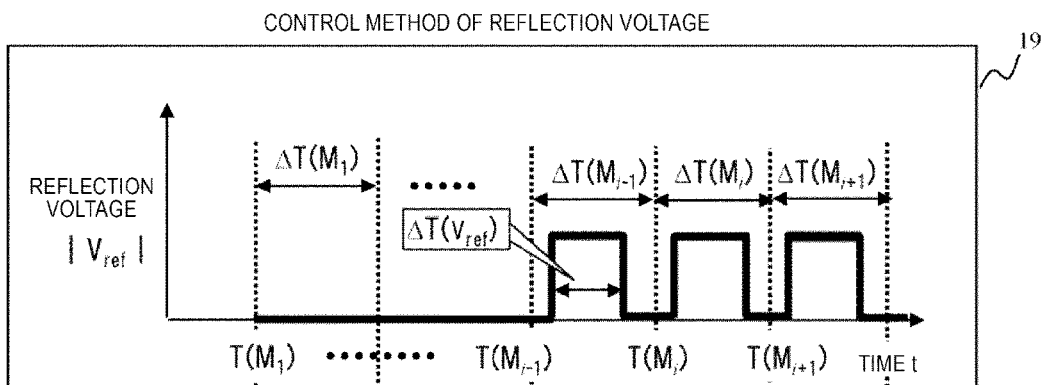 CONTROL METHOD OF REFLECTION VOLTAGE
19
ΔT(M₁) ••••• ΔT(Mᵢ₋₁) ΔT(Mᵢ) ΔT(Mᵢ₊₁)
REFLECTION
VOLTAGE
| Vref |
ΔT(Vref)
T(M₁) •••••••• T(Mᵢ₋₁) T(Mᵢ) T(Mᵢ₊₁) TIME t